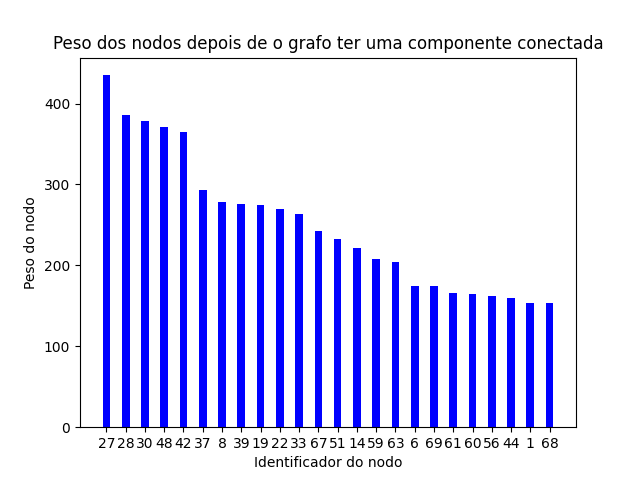 Peso dos nodos depois de o grafo ter uma componente conectada
400
300
200
100
0
Peso do nodo
27 28 30 48 42 37 8 39 19 22 33 67 51 14 59 63 6 69 61 60 56 44 1 68
Identificador do nodo